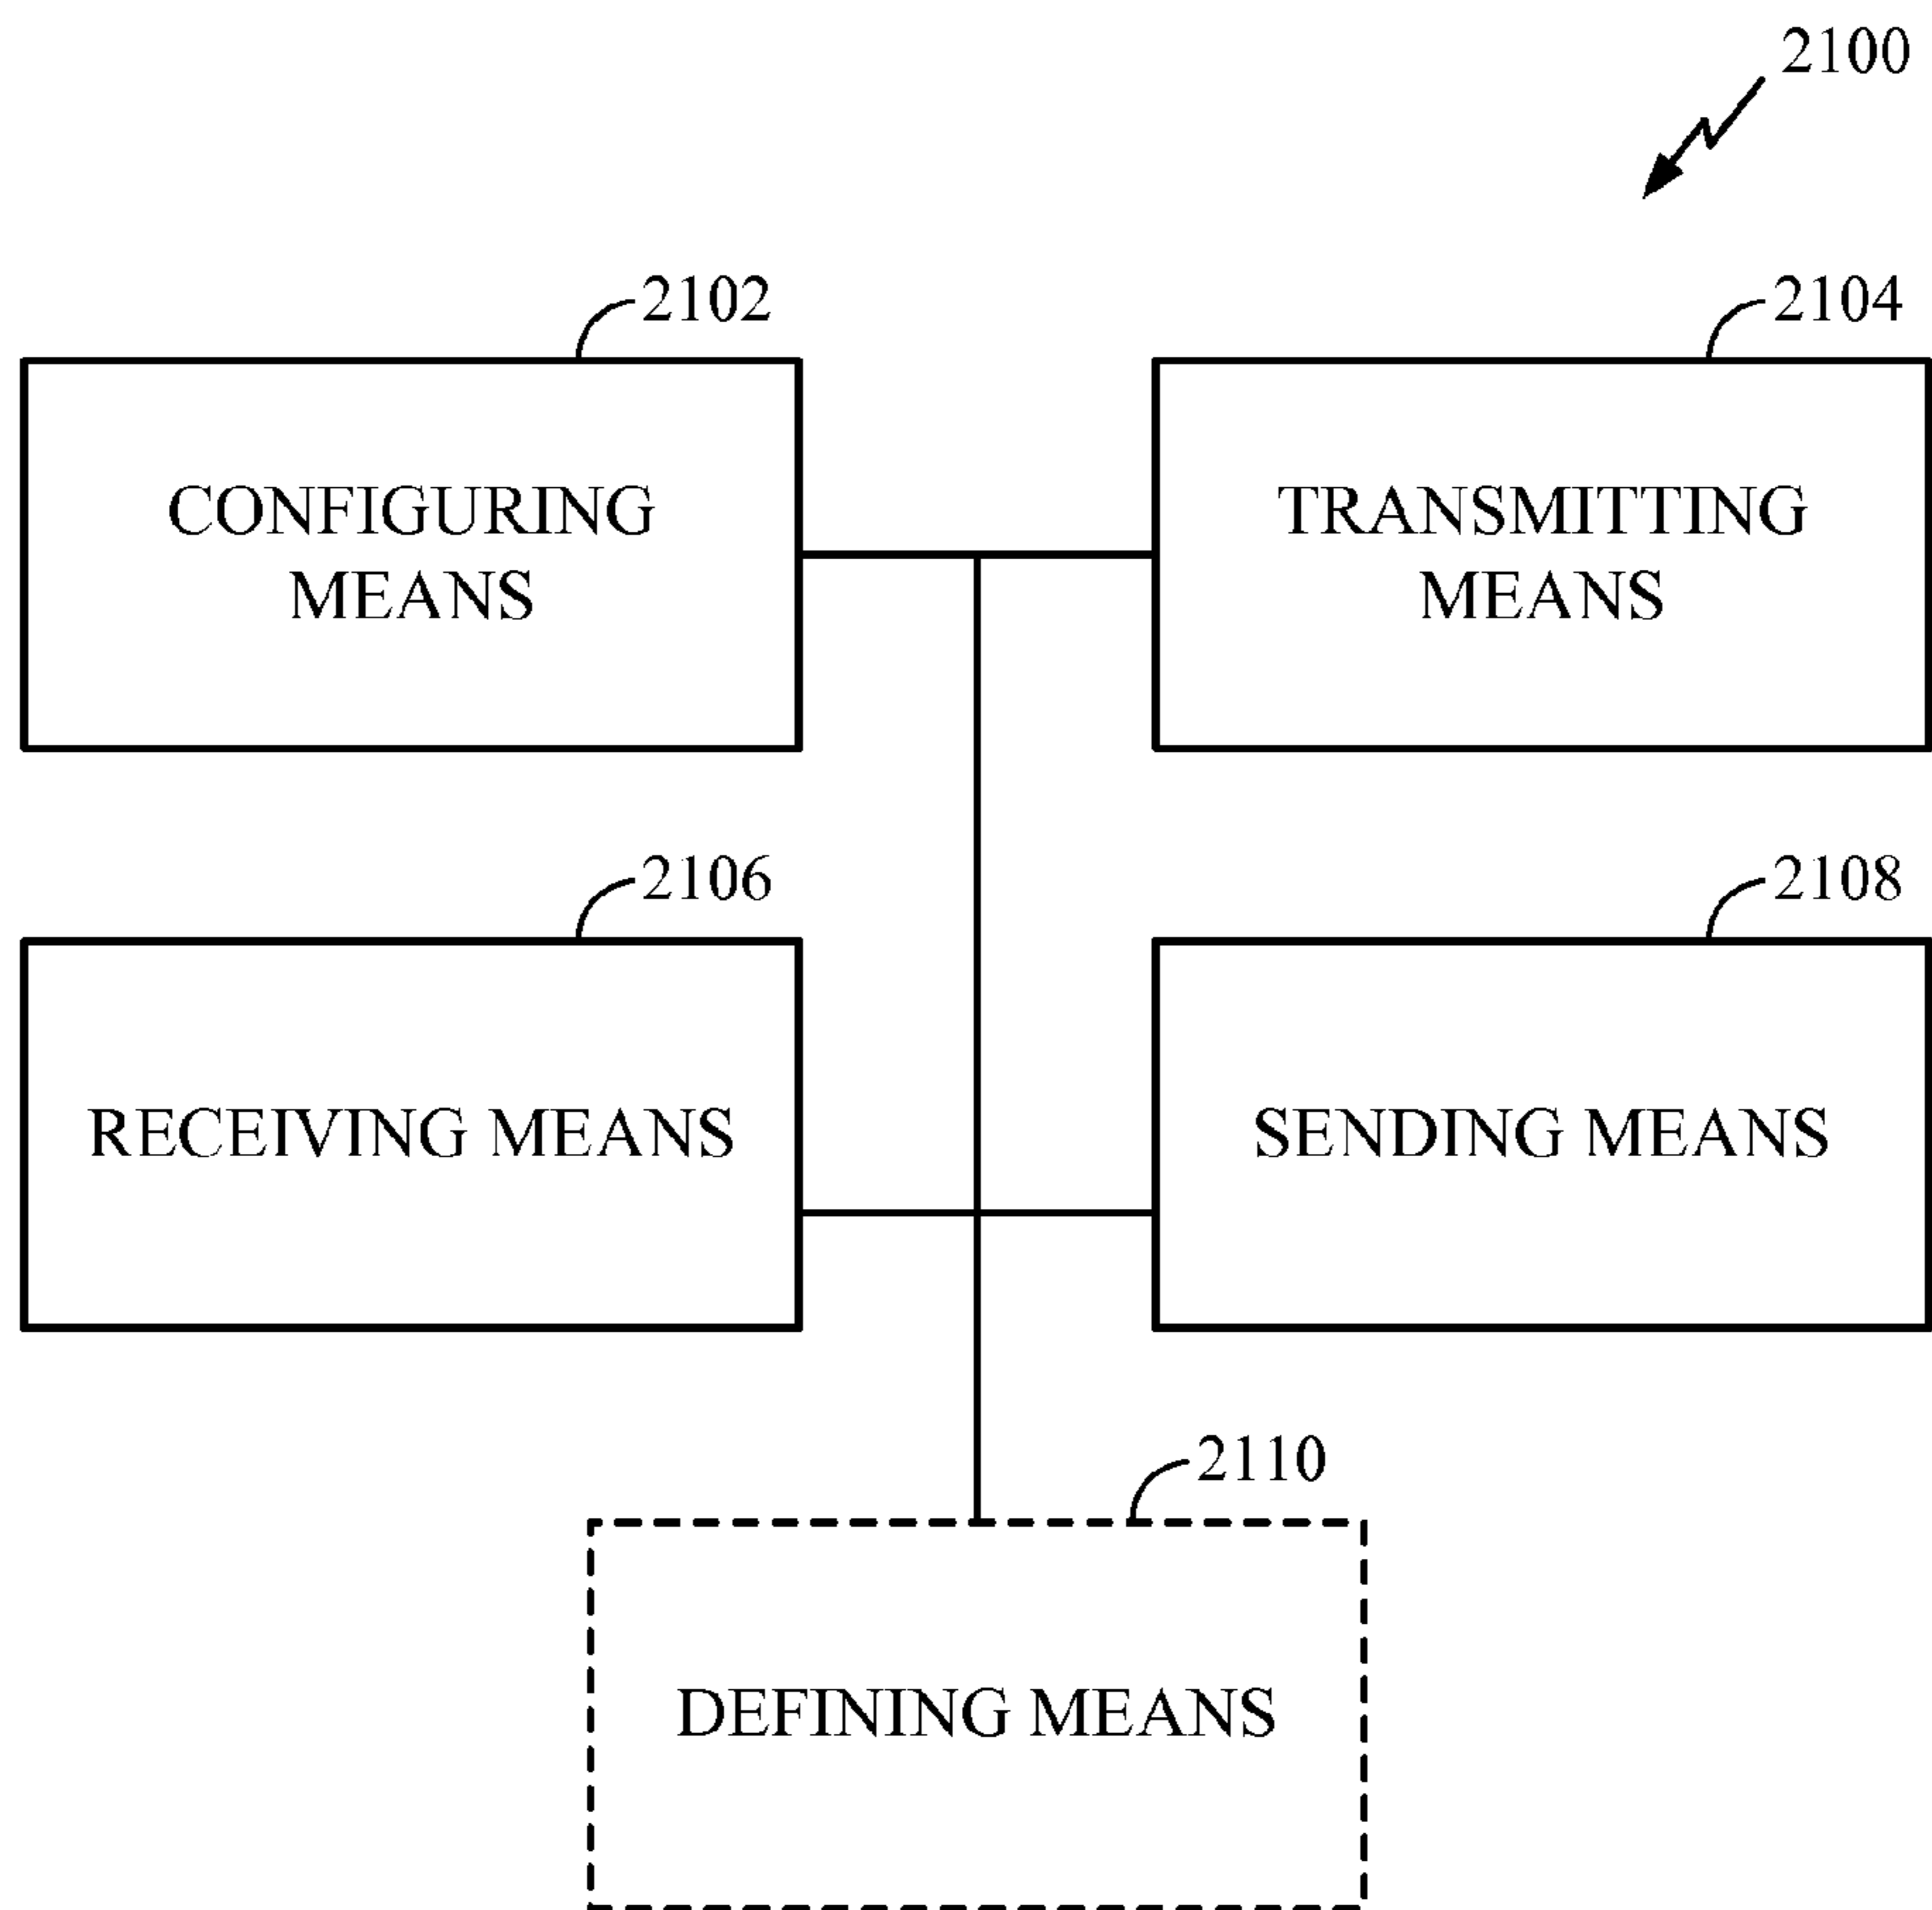 2100
2102
2104
CONFIGURING
MEANS
TRANSMITTING
MEANS
2106
2108
RECEIVING MEANS
SENDING MEANS
2110
DEFINING MEANS